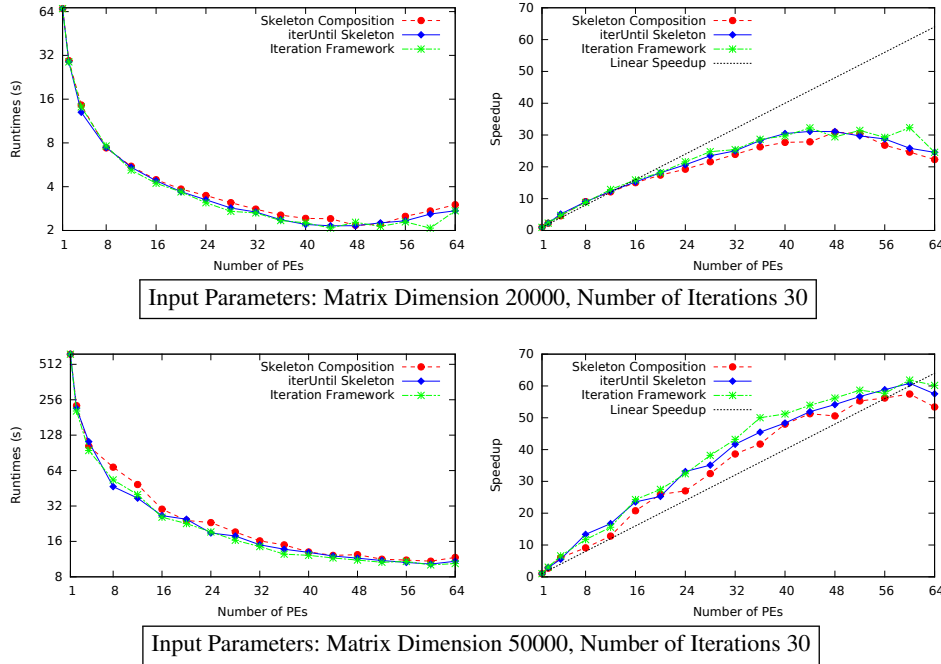 Runtimes (s)
64
32
16
8
4
2
1 8 16 24 32 40 48 56 64
Number of PEs
Skeleton Composition
iterUntil Skeleton
Iteration Framework
Speedup
70
60
50
40
30
20
10
0
1 8 16 24 32 40 48 56 64
Number of PEs
Skeleton Composition
iterUntil Skeleton
Iteration Framework
Linear Speedup
Input Parameters: Matrix Dimension 20000, Number of Iterations 30
Runtimes (s)
512
256
128
64
32
16
8
1 8 16 24 32 40 48 56 64
Number of PEs
Skeleton Composition
iterUntil Skeleton
Iteration Framework
Speedup
70
60
50
40
30
20
10
0
1 8 16 24 32 40 48 56 64
Number of PEs
Skeleton Composition
iterUntil Skeleton
Iteration Framework
Linear Speedup
Input Parameters: Matrix Dimension 50000, Number of Iterations 30